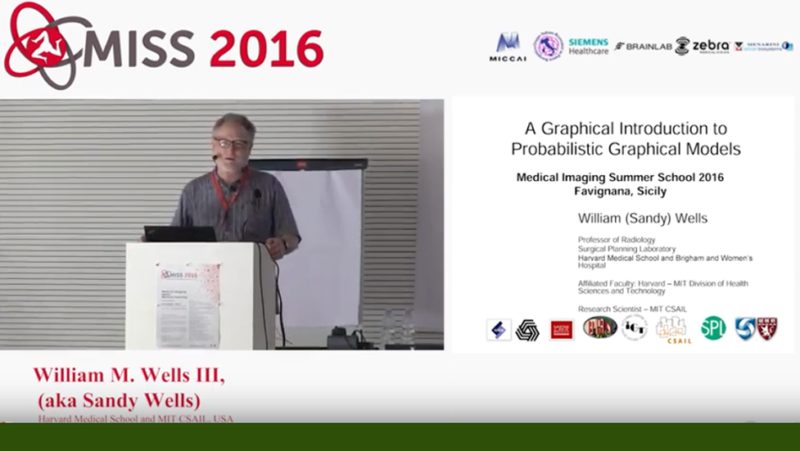 MISS 2016
MICCAI
SIEMENS
Healthcare
BRAINLAB
zebra
A Graphical Introduction to
Probabilistic Graphical Models
Medical Imaging Summer School 2016
Favignana, Sicily
William (Sandy) Wells
Professor of Radiology
Surgical Planning Laboratory
Harvard Medical School and Brigham and Women's
Hospital
Affiliated Faculty: Harvard – MIT Division of Health
Sciences and Technology
Research Scientist – MIT CSAIL
CSAIL
SPI
MISS 2016
William M. Wells III,
(aka Sandy Wells)
Harvard Medical School and MIT CSAIL, USA